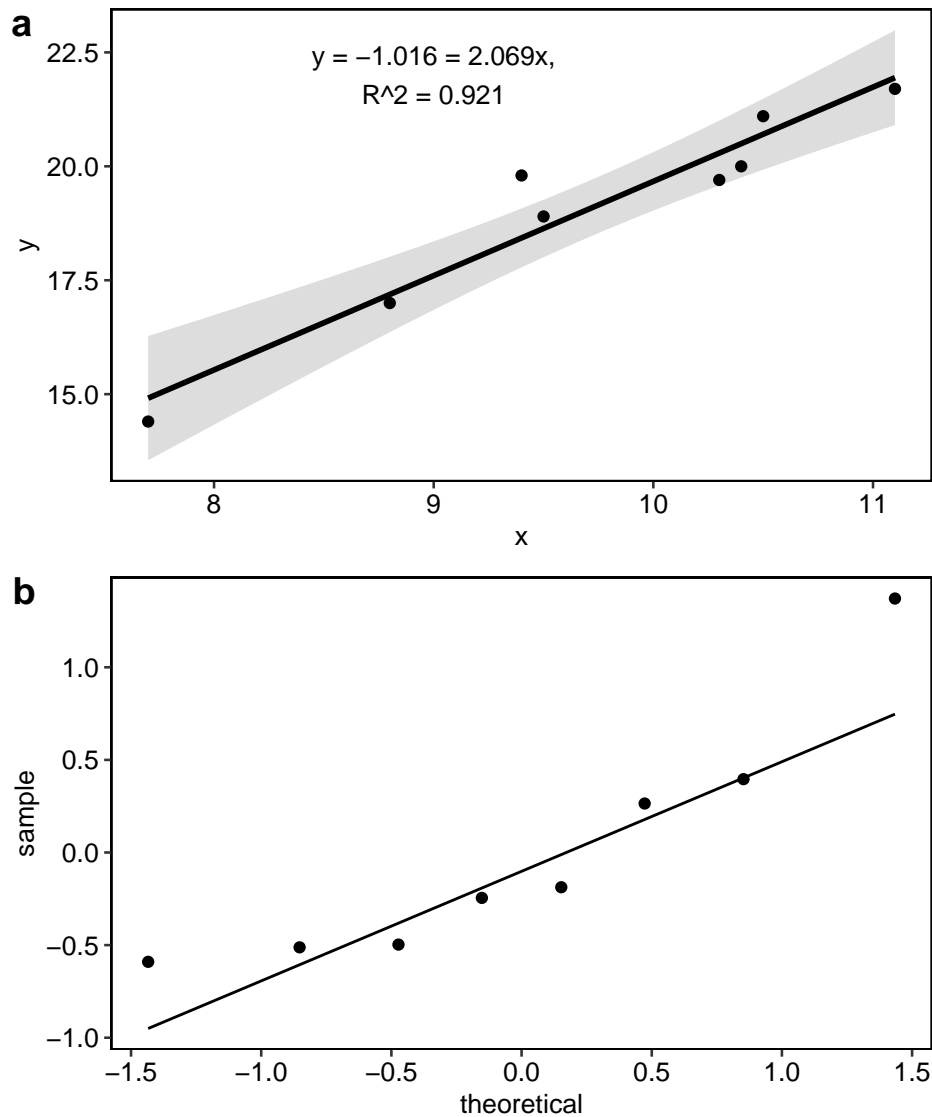 a
y = −1.016 = 2.069x,
R^2 = 0.921
22.5
20.0
17.5
15.0
y
8 9 10 11
x
b
1.0
0.5
0.0
−0.5
−1.0
sample
−1.5 −1.0 −0.5 0.0 0.5 1.0 1.5
theoretical